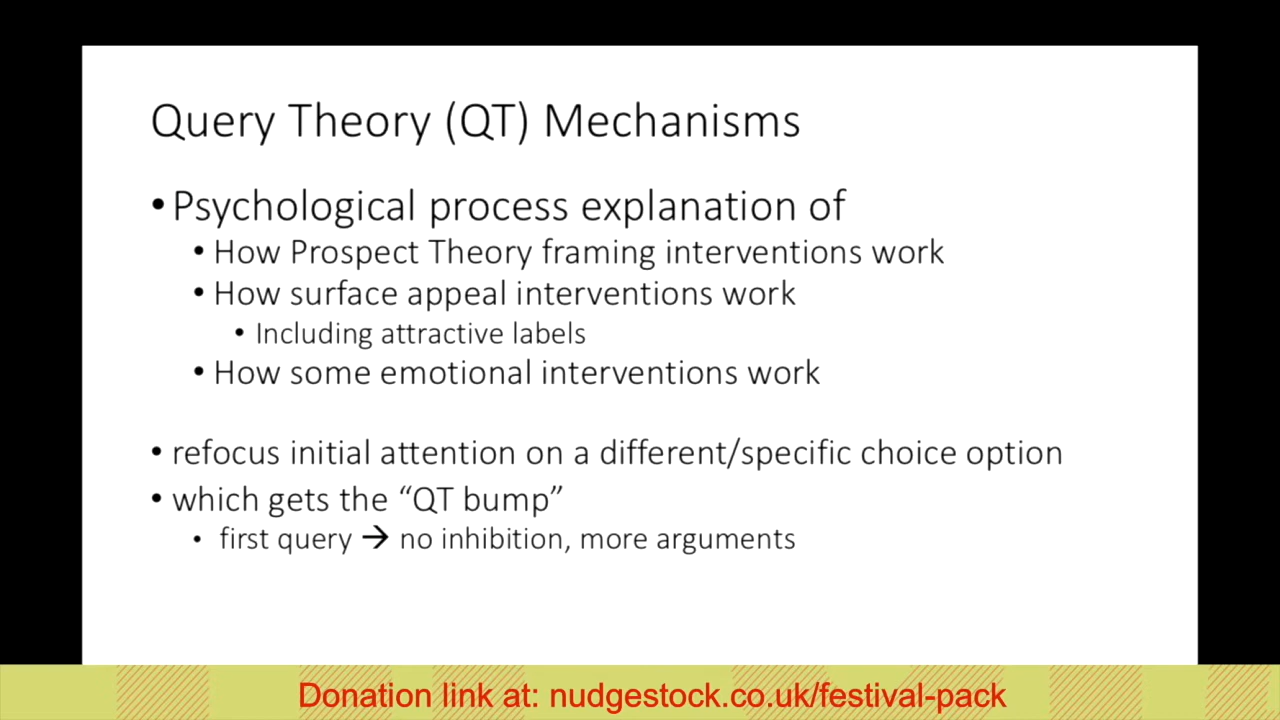 Query Theory (QT) Mechanisms
• Psychological process explanation of
• How Prospect Theory framing interventions work
• How surface appeal interventions work
• Including attractive labels
• How some emotional interventions work
• refocus initial attention on a different/specific choice option
• which gets the “QT bump”
• first query → no inhibition, more arguments
Donation link at: nudgestock.co.uk/festival-pack